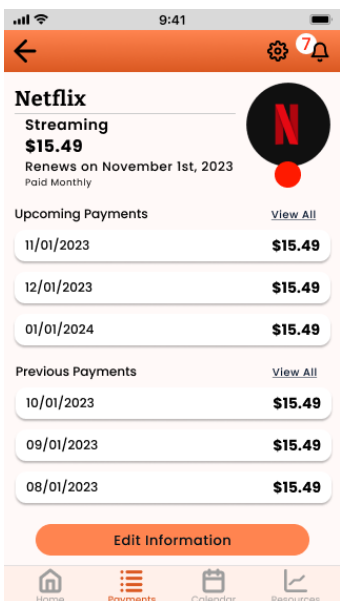 9:41
7
Netflix
N
Streaming
$15.49
Renews on November 1st, 2023
Paid Monthly
Upcoming Payments View All
11/01/2023 $15.49
12/01/2023 $15.49
01/01/2024 $15.49
Previous Payments View All
10/01/2023 $15.49
09/01/2023 $15.49
08/01/2023 $15.49
Edit Information
Home Payments Calendar Resources